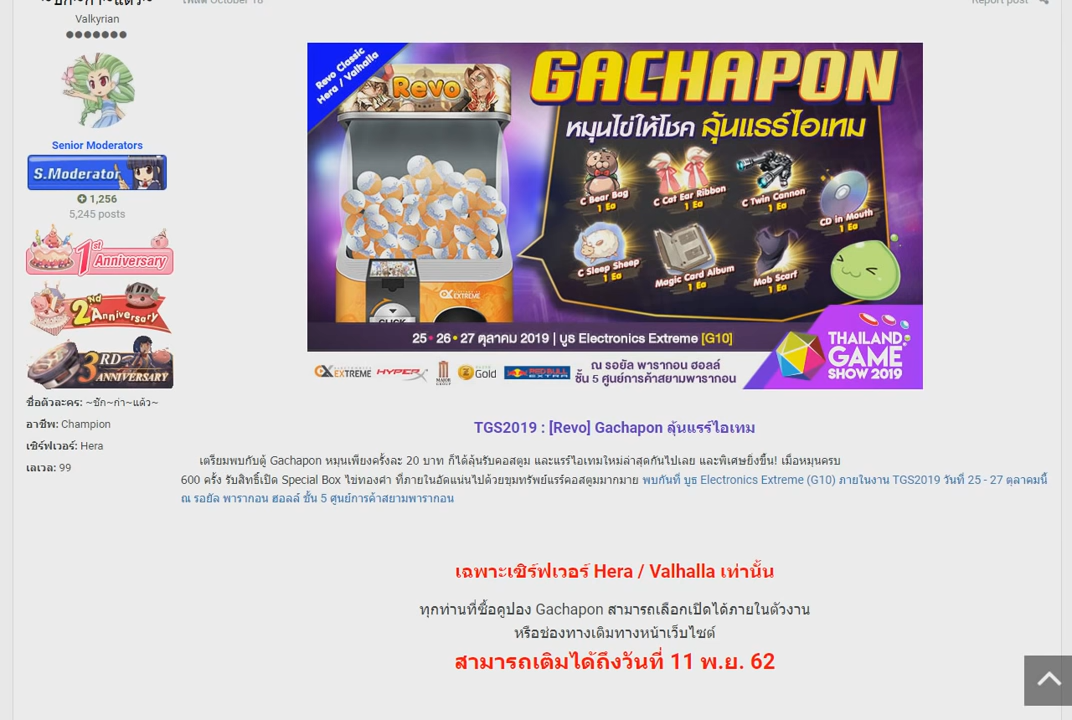 ~ชัก~ก่า~แด้ว~
โพสต์ October 18
Report post
Valkyrian
Senior Moderators
S.Moderator
1,256
5,245 posts
1st Anniversary
2nd Anniversary
3RD ANNIVERSARY
ชื่อตัวละคร: ~ชัก~ก่า~แด้ว~
อาชีพ: Champion
เซิร์ฟเวอร์: Hera
เลเวล: 99
Revo Classic
Hera / Valhalla
Revo
GACHAPON
หมุนไข่ให้โชค ลุ้นแรร์ไอเทม
C Bear Bag
1 Ea
C Cat Ear Ribbon
1 Ea
C Twin Cannon
1 Ea
CD in Mouth
1 Ea
C Sleep Sheep
1 Ea
Magic Card Album
1 Ea
Mob Scarf
1 Ea
EXTREME
CLICK
25 • 26 • 27 ตุลาคม 2019 | บูธ Electronics Extreme [G10]
EXTREME HYPERX MAJOR Gold RED BULL EXTRA
ณ รอยัล พารากอน ฮอลล์
ชั้น 5 ศูนย์การค้าสยามพารากอน
THAILAND
GAME
SHOW 2019
TGS2019 : [Revo] Gachapon ลุ้นแรร์ไอเทม
เตรียมพบกับตู้ Gachapon หมุนเพียงครั้งละ 20 บาท ก็ได้ลุ้นรับคอสตูม และแรร์ไอเทมใหม่ล่าสุดกันไปเลย และพิเศษยิ่งขึ้น! เมื่อหมุนครบ
600 ครั้ง รับสิทธิ์เปิด Special Box ไข่ทองคำ ที่ภายในอัดแน่นไปด้วยขุมทรัพย์แรร์คอสตูมมากมาย พบกันที่ บูธ Electronics Extreme (G10) ภายในงาน TGS2019 วันที่ 25 - 27 ตุลาคมนี้
ณ รอยัล พารากอน ฮอลล์ ชั้น 5 ศูนย์การค้าสยามพารากอน
เฉพาะเซิร์ฟเวอร์ Hera / Valhalla เท่านั้น
ทุกท่านที่ซื้อคูปอง Gachapon สามารถเลือกเปิดได้ภายในตัวงาน
หรือช่องทางเติมทางหน้าเว็บไซต์
สามารถเติมได้ถึงวันที่ 11 พ.ย. 62